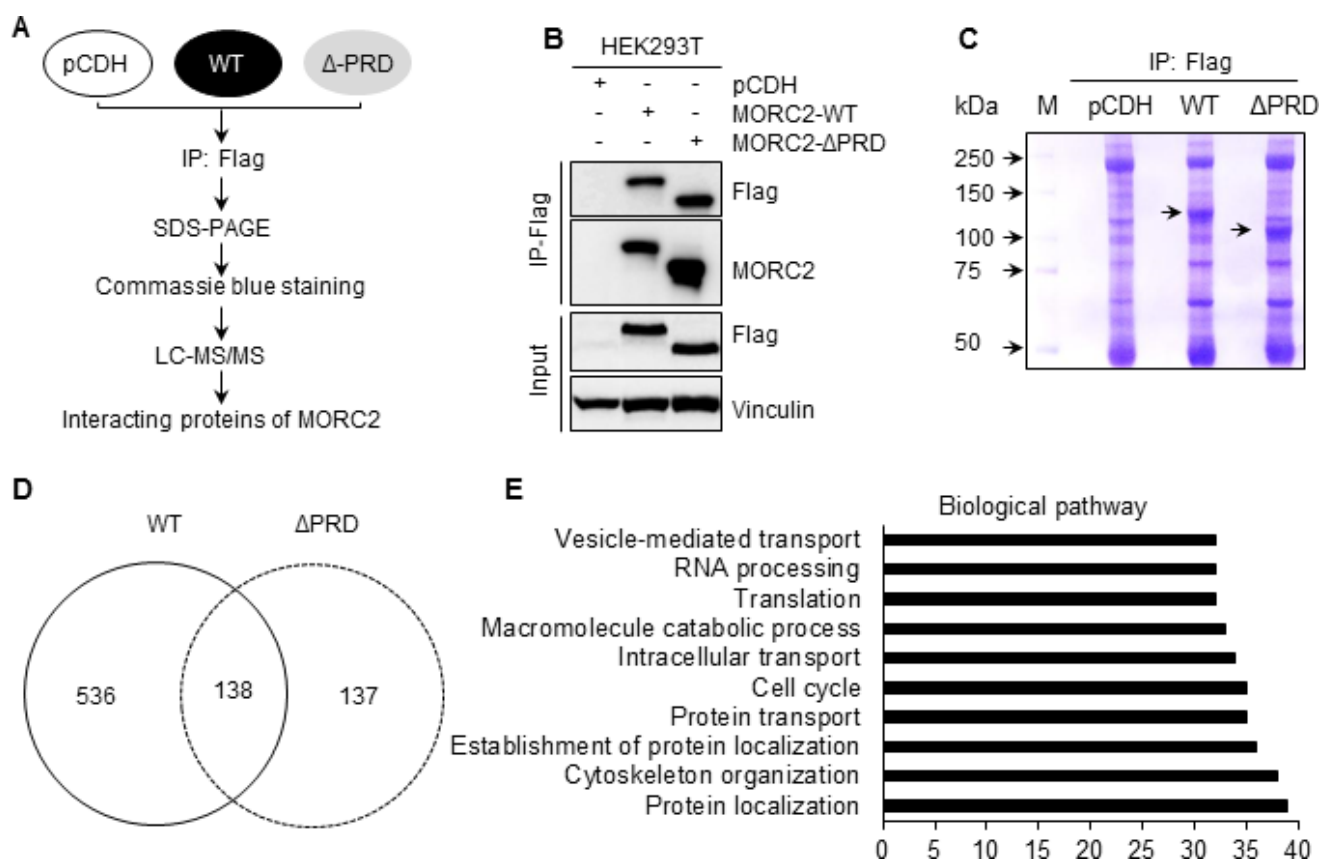 A
pCDH
WT
Δ-PRD
IP: Flag
SDS-PAGE
Commassie blue staining
LC-MS/MS
Interacting proteins of MORC2
B
HEK293T
+ - - pCDH
- + - MORC2-WT
- - + MORC2-ΔPRD
IP-Flag
Flag
MORC2
Input
Flag
Vinculin
C
IP: Flag
kDa M pCDH WT ΔPRD
250
150
100
75
50
D
WT ΔPRD
536 138 137
E
Biological pathway
Vesicle-mediated transport
RNA processing
Translation
Macromolecule catabolic process
Intracellular transport
Cell cycle
Protein transport
Establishment of protein localization
Cytoskeleton organization
Protein localization
0 5 10 15 20 25 30 35 40